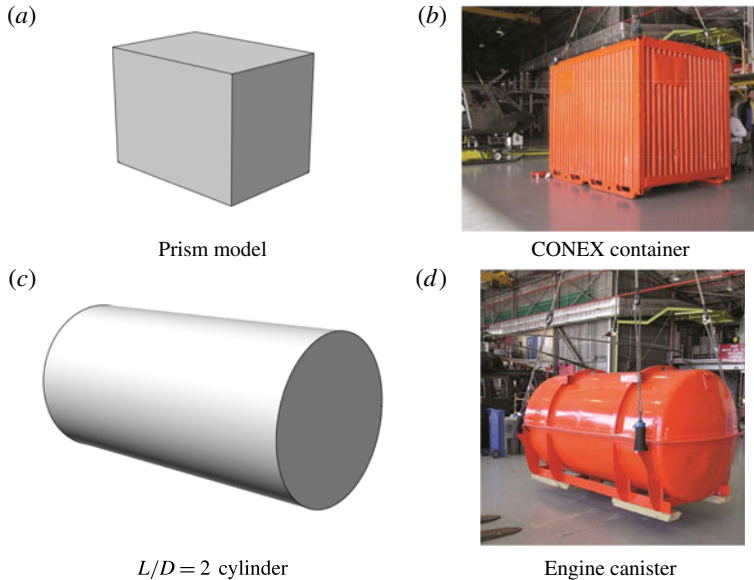 (a)
(b)
Prism model
CONEX container
(c)
(d)
L/D = 2 cylinder
Engine canister